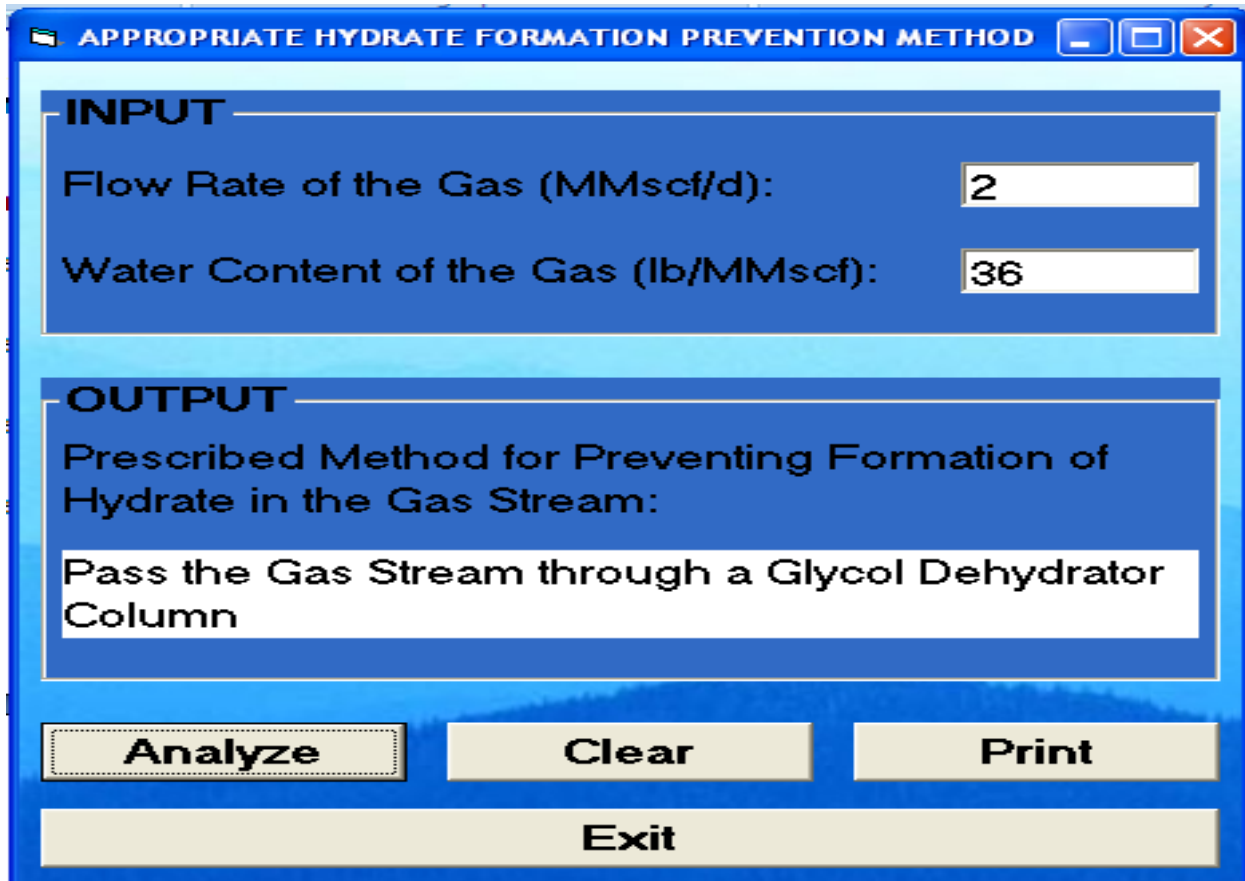 APPROPRIATE HYDRATE FORMATION PREVENTION METHOD
INPUT
Flow Rate of the Gas (MMscf/d): 2
Water Content of the Gas (lb/MMscf): 36
OUTPUT
Prescribed Method for Preventing Formation of
Hydrate in the Gas Stream:
Pass the Gas Stream through a Glycol Dehydrator
Column
Analyze Clear Print
Exit